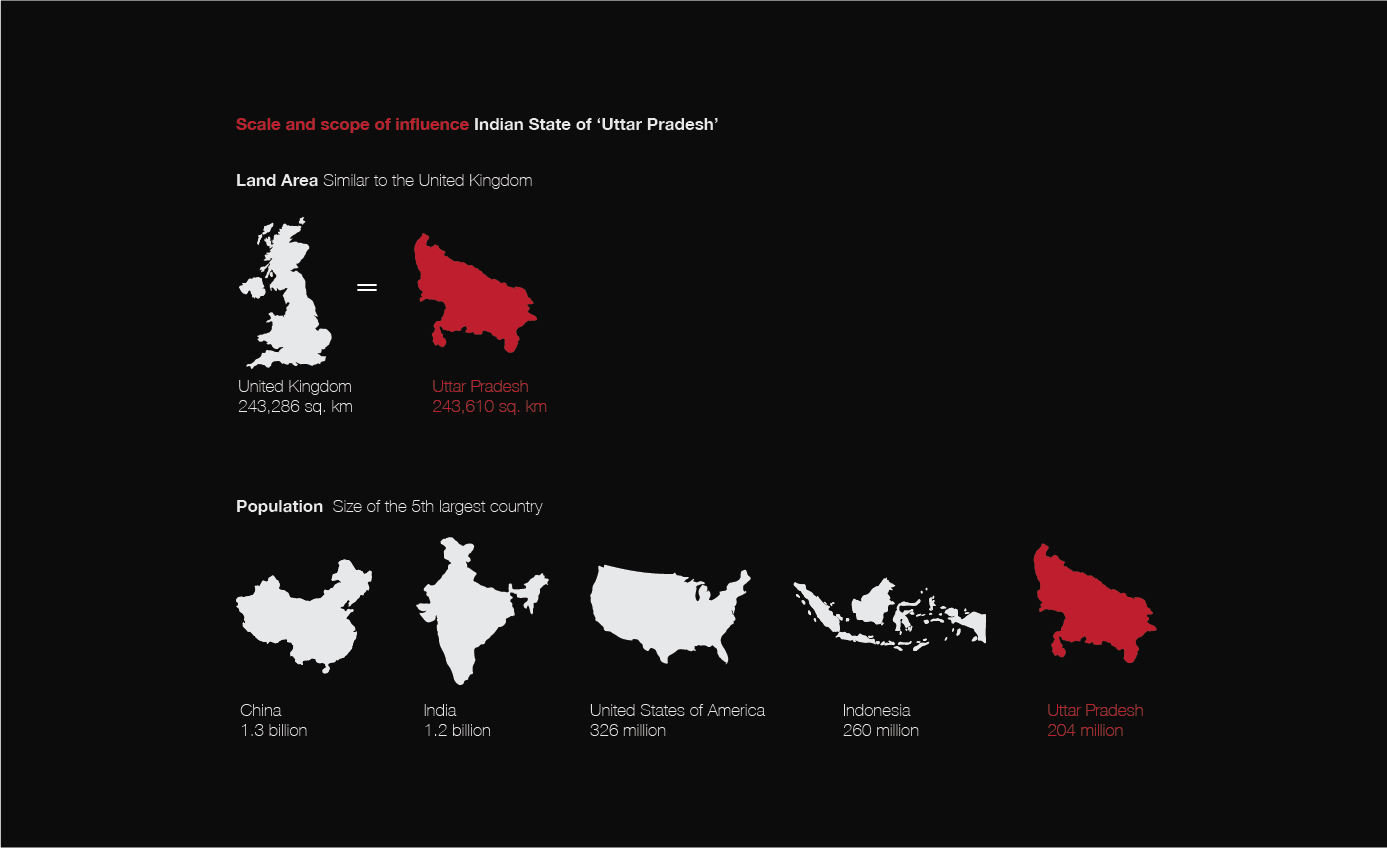 Scale and scope of influence Indian State of ‘Uttar Pradesh’
Land Area Similar to the United Kingdom
=
United Kingdom
243,286 sq. km
Uttar Pradesh
243,610 sq. km
Population Size of the 5th largest country
China
1.3 billion
India
1.2 billion
United States of America
326 million
Indonesia
260 million
Uttar Pradesh
204 million